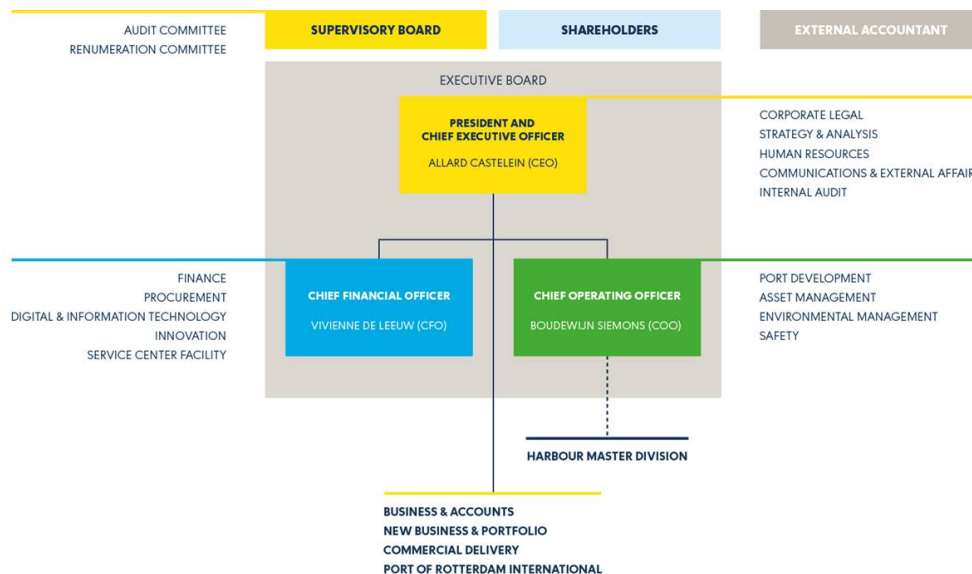 AUDIT COMMITTEE
RENUMERATION COMMITTEE
SUPERVISORY BOARD
SHAREHOLDERS
EXTERNAL ACCOUNTANT
EXECUTIVE BOARD
PRESIDENT AND
CHIEF EXECUTIVE OFFICER
ALLARD CASTELEIN (CEO)
CORPORATE LEGAL
STRATEGY & ANALYSIS
HUMAN RESOURCES
COMMUNICATIONS & EXTERNAL AFFAIR
INTERNAL AUDIT
FINANCE
PROCUREMENT
DIGITAL & INFORMATION TECHNOLOGY
INNOVATION
SERVICE CENTER FACILITY
CHIEF FINANCIAL OFFICER
VIVIENNE DE LEEUW (CFO)
CHIEF OPERATING OFFICER
BOUDEWIJN SIEMONS (COO)
PORT DEVELOPMENT
ASSET MANAGEMENT
ENVIRONMENTAL MANAGEMENT
SAFETY
HARBOUR MASTER DIVISION
BUSINESS & ACCOUNTS
NEW BUSINESS & PORTFOLIO
COMMERCIAL DELIVERY
PORT OF ROTTERDAM INTERNATIONAL